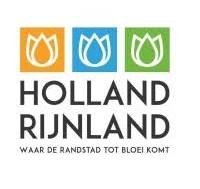 HOLLAND
RIJNLAND
WAAR DE RANDSTAD TOT BLOEI KOMT